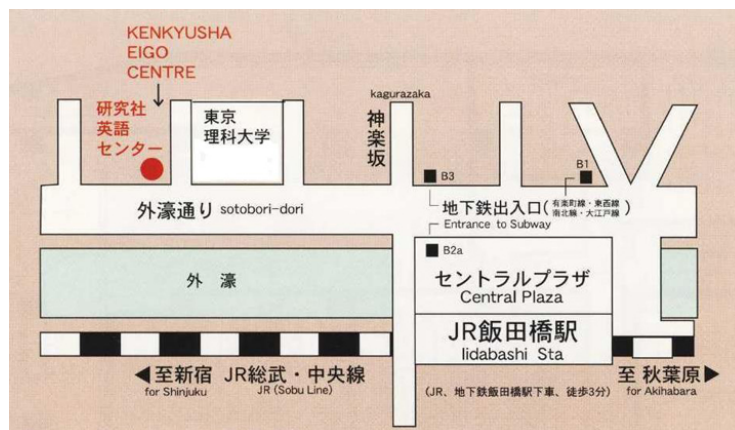 KENKYUSHA
EIGO
CENTRE
研究社
英語
センター
東京
理科大学
kagurazaka
神楽坂
B3
B1
外濠通り sotobori-dori
地下鉄出入口(有楽町線・東西線
南北線・大江戸線)
Entrance to Subway
B2a
外 濠
セントラルプラザ
Central Plaza
JR飯田橋駅
Iidabashi Sta
◀至新宿 JR総武・中央線
for Shinjuku JR (Sobu Line)
(JR、地下鉄飯田橋駅下車、徒歩3分)
至 秋葉原▶
for Akihabara